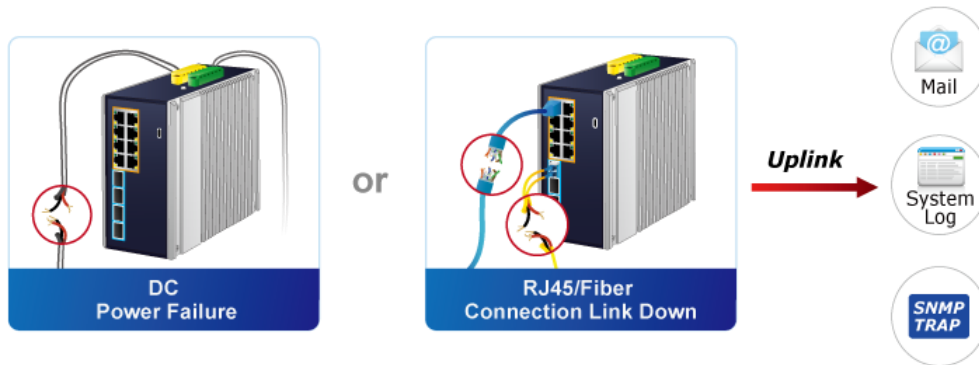 DC
Power Failure
or
RJ45/Fiber
Connection Link Down
Uplink
@
Mail
System
Log
SNMP
TRAP